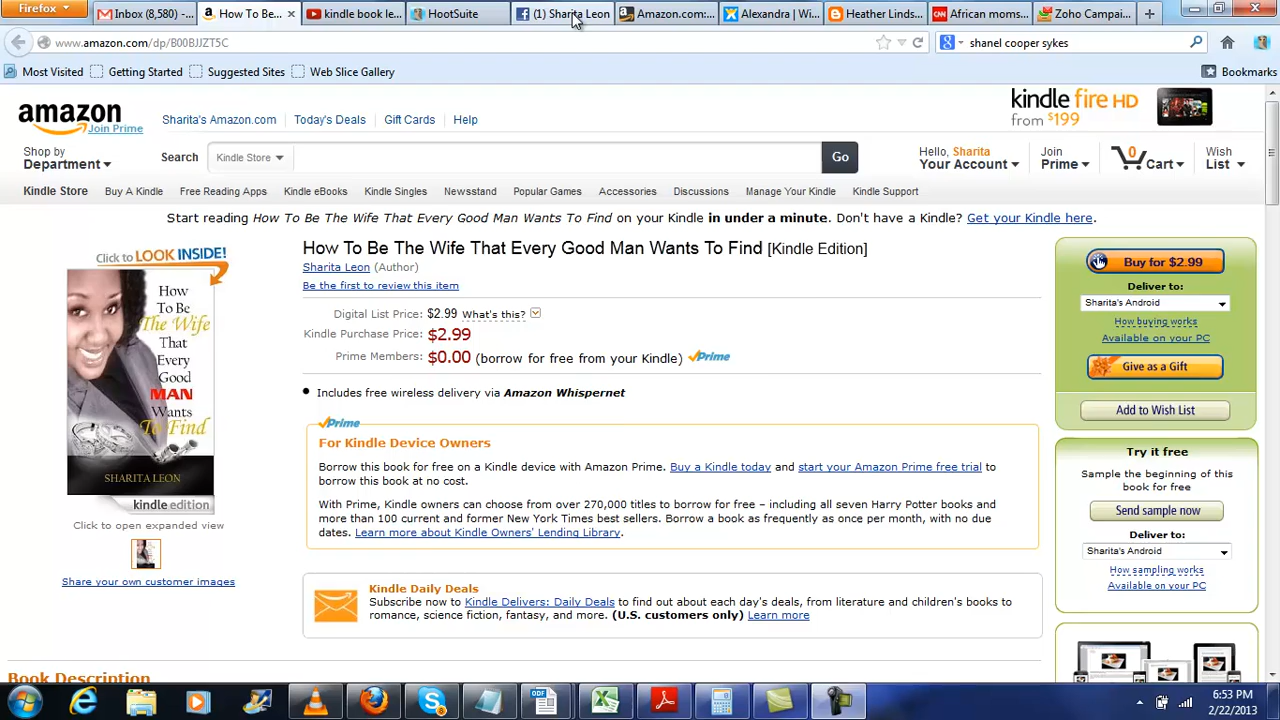 Firefox
Inbox (8,580) -...
How To Be...
kindle book le...
HootSuite
(1) Sharita Leon
Amazon.com:...
Alexandra | Wi...
Heather Linds...
African moms...
Zoho Campai...
www.amazon.com/dp/B00BJJZT5C
shanel cooper sykes
Most Visited
Getting Started
Suggested Sites
Web Slice Gallery
Bookmarks
amazon
Join Prime
Sharita's Amazon.com
Today's Deals
Gift Cards
Help
kindle fire HD
from $199
Shop by
Department
Search
Kindle Store
Go
Hello, Sharita
Your Account
Join
Prime
0
Cart
Wish
List
Kindle Store
Buy A Kindle
Free Reading Apps
Kindle eBooks
Kindle Singles
Newsstand
Popular Games
Accessories
Discussions
Manage Your Kindle
Kindle Support
Start reading How To Be The Wife That Every Good Man Wants To Find on your Kindle in under a minute. Don't have a Kindle? Get your Kindle here.
Click to LOOK INSIDE!
How
To Be
The Wife
That
Every
Good
MAN
Wants
To Find
SHARITA LEON
kindle edition
Click to open expanded view
Share your own customer images
How To Be The Wife That Every Good Man Wants To Find [Kindle Edition]
Sharita Leon (Author)
Be the first to review this item
Digital List Price: $2.99 What's this?
Kindle Purchase Price: $2.99
Prime Members: $0.00 (borrow for free from your Kindle) Prime
Includes free wireless delivery via Amazon Whispernet
Prime
For Kindle Device Owners
Borrow this book for free on a Kindle device with Amazon Prime. Buy a Kindle today and start your Amazon Prime free trial to
borrow this book at no cost.
With Prime, Kindle owners can choose from over 270,000 titles to borrow for free – including all seven Harry Potter books and
more than 100 current and former New York Times best sellers. Borrow a book as frequently as once per month, with no due
dates. Learn more about Kindle Owners' Lending Library.
Kindle Daily Deals
Subscribe now to Kindle Delivers: Daily Deals to find out about each day's deals, from literature and children's books to
romance, science fiction, fantasy, and more. (U.S. customers only) Learn more
Buy for $2.99
Deliver to:
Sharita's Android
How buying works
Available on your PC
Give as a Gift
Add to Wish List
Try it free
Sample the beginning of this
book for free
Send sample now
Deliver to:
Sharita's Android
How sampling works
Available on your PC
Book Description
6:53 PM
2/22/2013